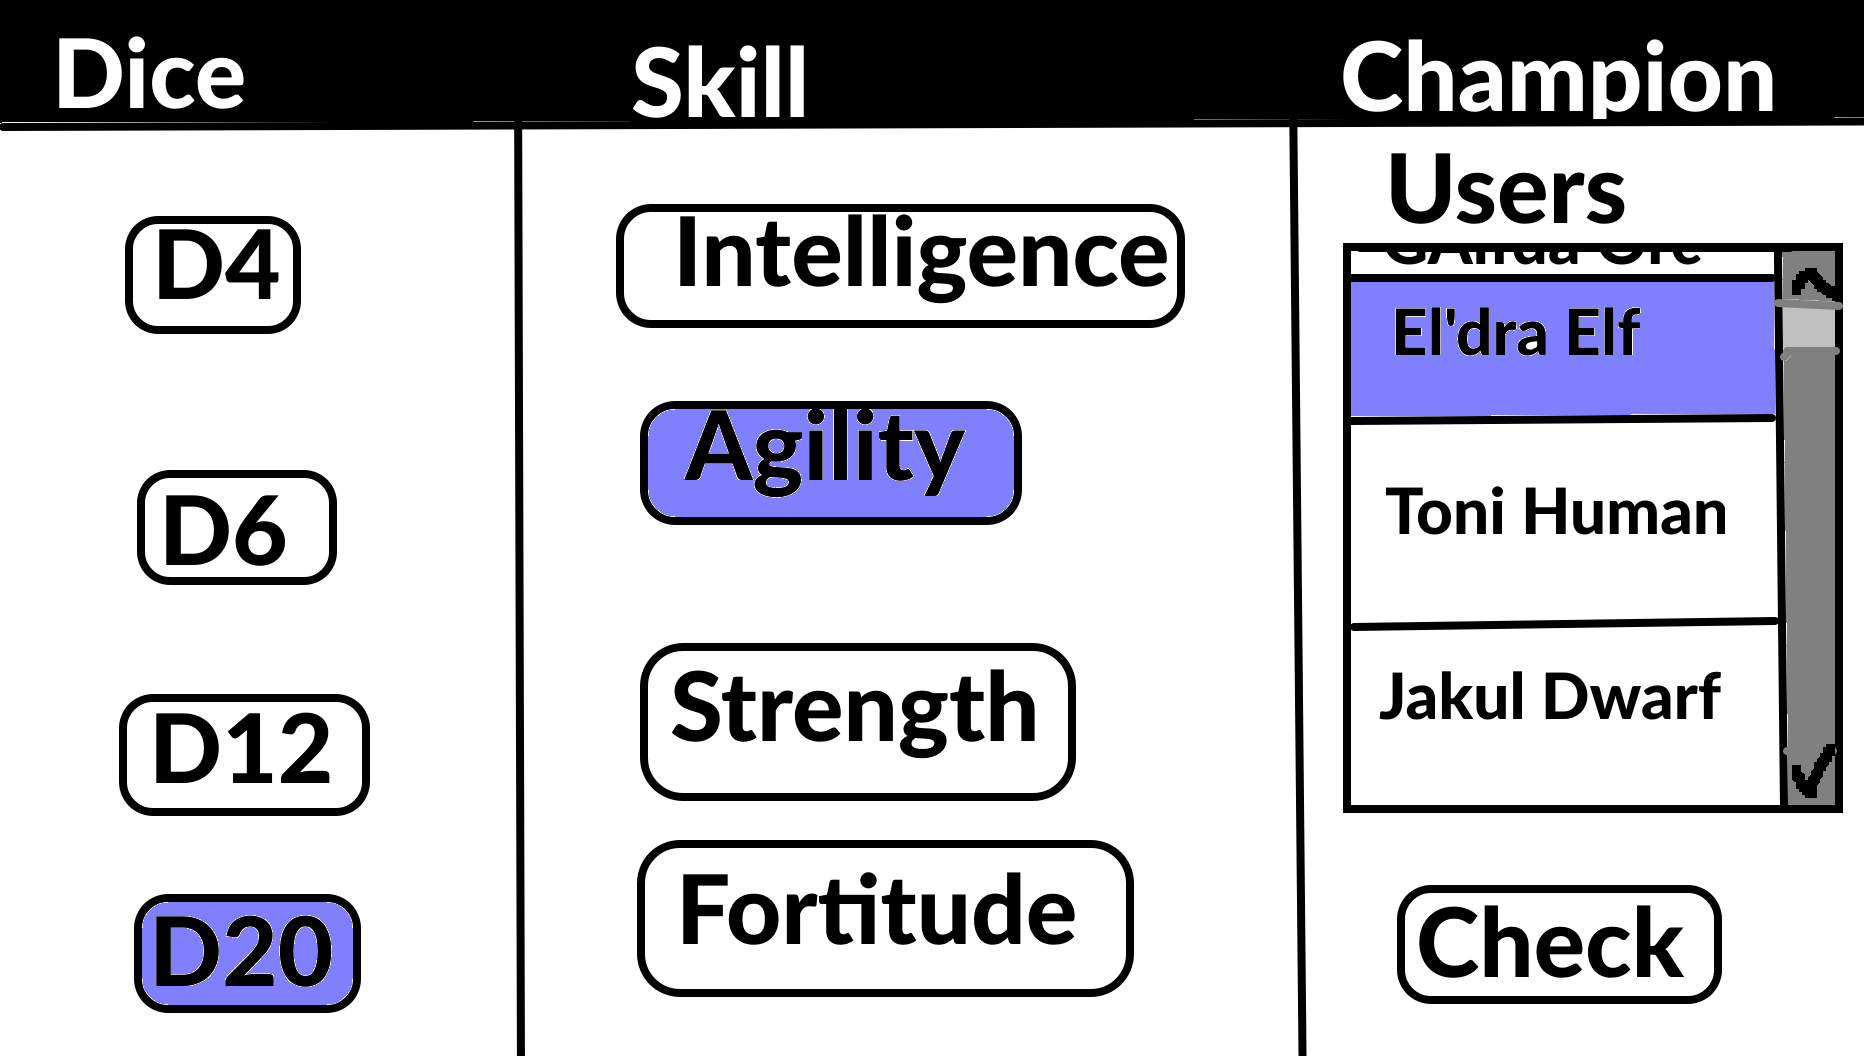 Dice
Skill
Champion
D4
D6
D12
D20
Intelligence
Agility
Strength
Fortitude
Users
El'dra Elf
Toni Human
Jakul Dwarf
Check